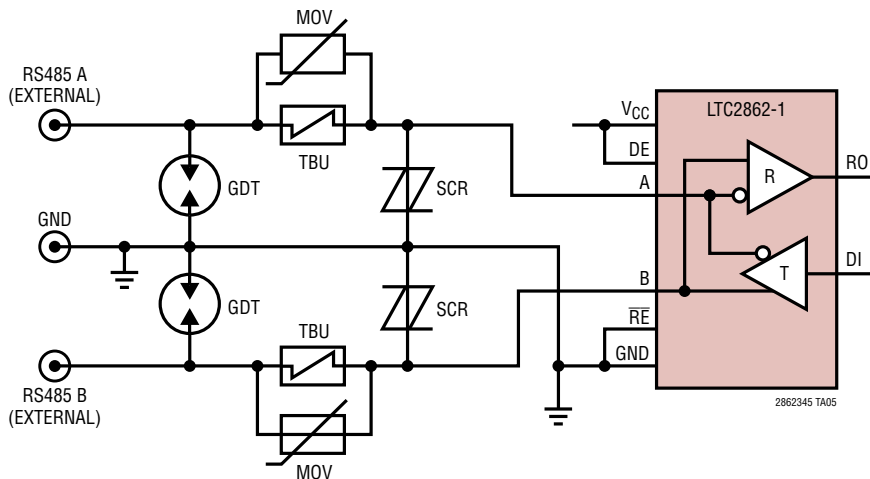 MOV
RS485 A
(EXTERNAL)
TBU
GDT
SCR
GND
GDT
SCR
TBU
RS485 B
(EXTERNAL)
MOV
VCC
LTC2862-1
DE
A
R
RO
T
DI
B
RE
GND
2862345 TA05